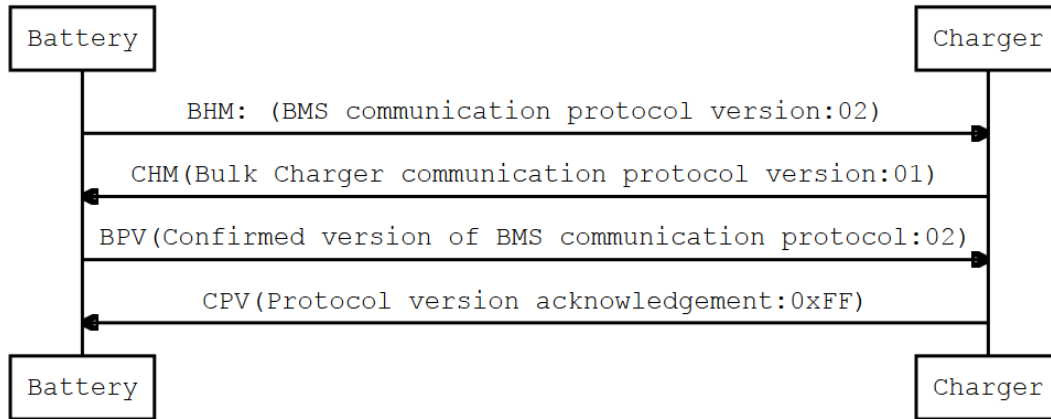 Battery Charger
BHM: (BMS communication protocol version:02)
CHM(Bulk Charger communication protocol version:01)
BPV(Confirmed version of BMS communication protocol:02)
CPV(Protocol version acknowledgement:0xFF)
Battery Charger